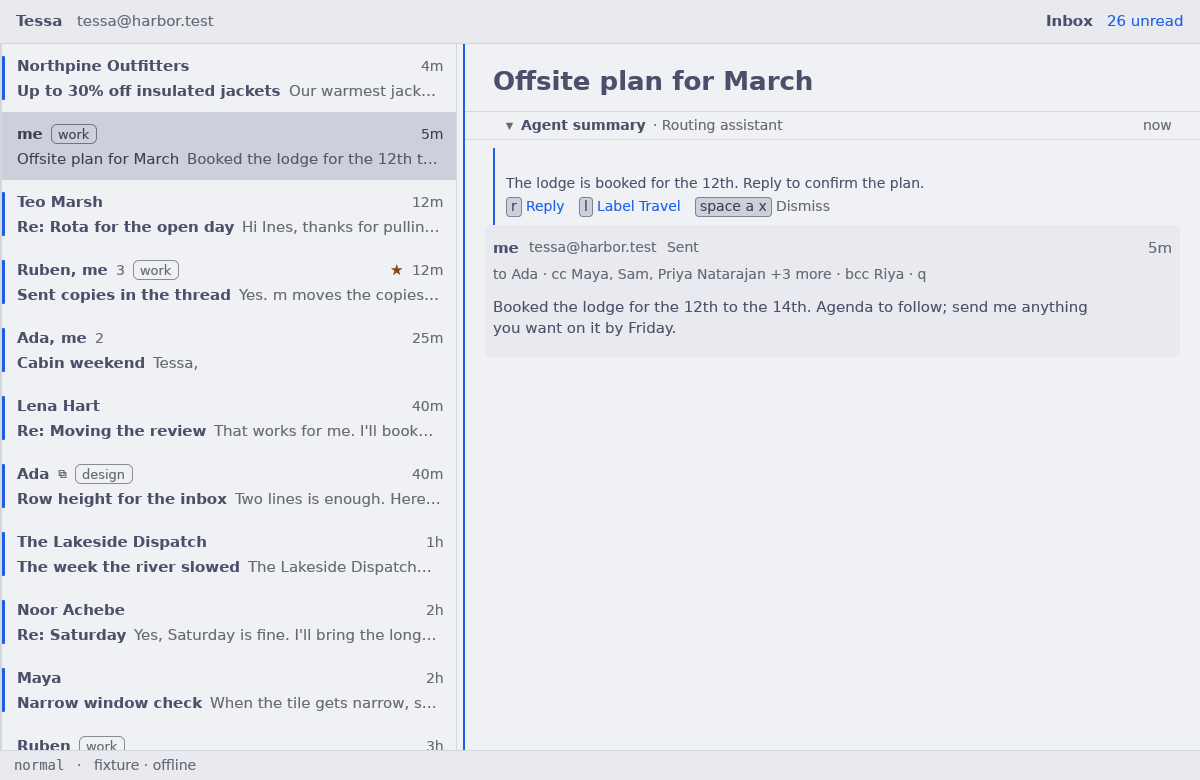 Tessa tessa@harbor.test Inbox 26 unread
Northpine Outfitters 4m
Up to 30% off insulated jackets Our warmest jack…
me work 5m
Offsite plan for March Booked the lodge for the 12th t…
Teo Marsh 12m
Re: Rota for the open day Hi Ines, thanks for pullin…
Ruben, me 3 work ★ 12m
Sent copies in the thread Yes. m moves the copies…
Ada, me 2 25m
Cabin weekend Tessa,
Lena Hart 40m
Re: Moving the review That works for me. I'll book…
Ada ⧉ design 40m
Row height for the inbox Two lines is enough. Here…
The Lakeside Dispatch 1h
The week the river slowed The Lakeside Dispatch…
Noor Achebe 2h
Re: Saturday Yes, Saturday is fine. I'll bring the long…
Maya 2h
Narrow window check When the tile gets narrow, s…
Ruben work 3h
Offsite plan for March
▾ Agent summary · Routing assistant now
The lodge is booked for the 12th. Reply to confirm the plan.
r Reply l Label Travel space a x Dismiss
me tessa@harbor.test Sent 5m
to Ada · cc Maya, Sam, Priya Natarajan +3 more · bcc Riya · q
Booked the lodge for the 12th to the 14th. Agenda to follow; send me anything
you want on it by Friday.
normal · fixture · offline